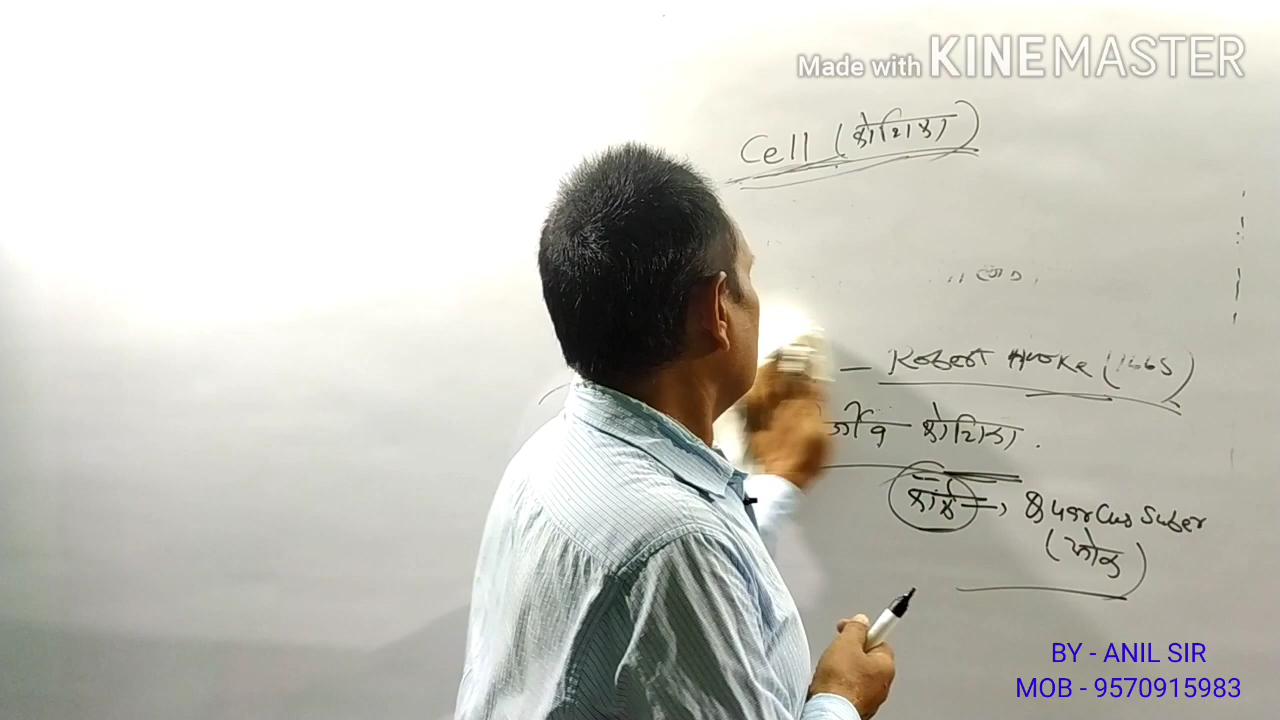 Made with KINEMASTER
Cell (कोशिका)
— Robert Hooke (1665)
कोशिका.
कॉर्क → Quercus Suber
(ओक)
BY - ANIL SIR
MOB - 9570915983